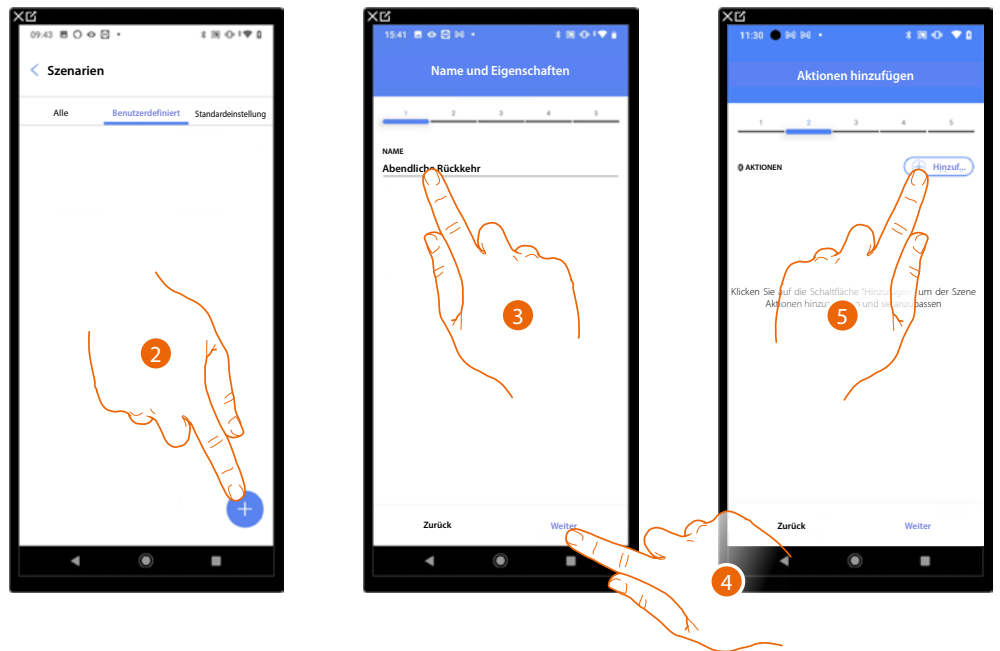 09:43
Szenarien
Alle Benutzerdefiniert Standardeinstellung
2
15:41
Name und Eigenschaften
1 2 3 4 5
NAME
Abendliche Rückkehr
3
Zurück Weiter
4
11:30
Aktionen hinzufügen
1 2 3 4 5
0 AKTIONEN
Hinzuf...
Klicken Sie auf die Schaltfläche "Hinzufügen" um der Szene
Aktionen und sie anzupassen
5
Zurück Weiter